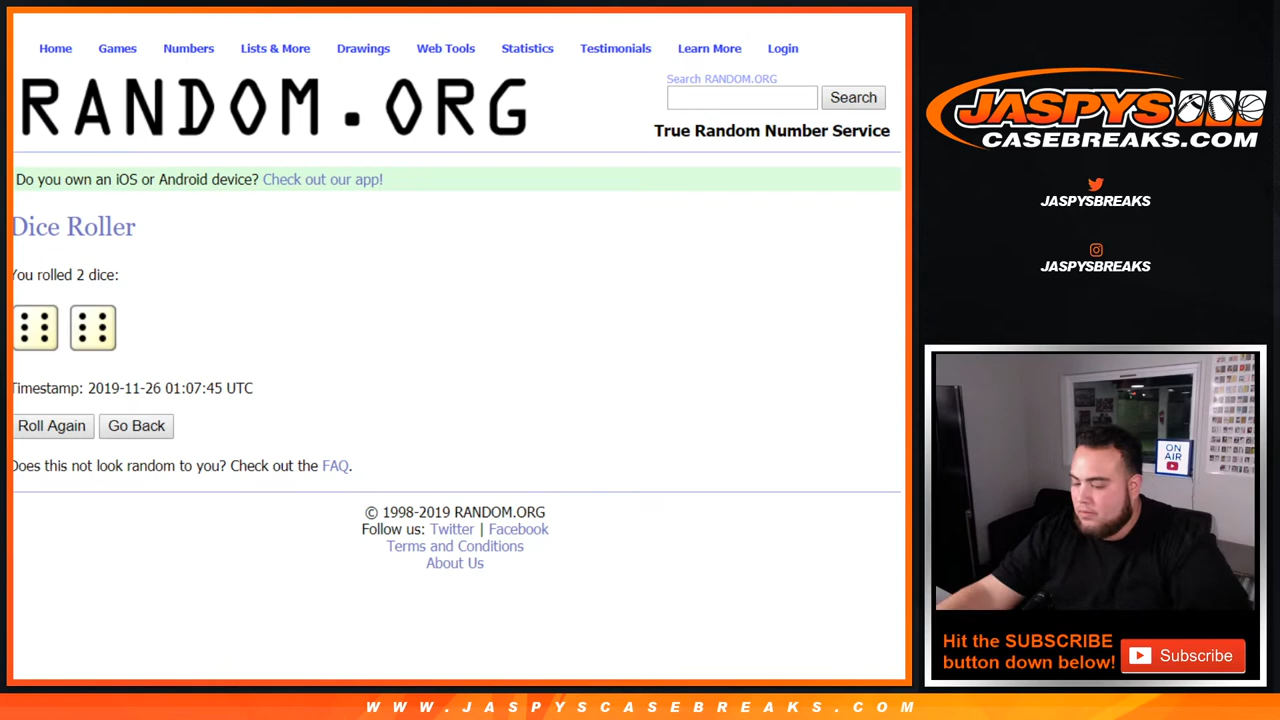 Home Games Numbers Lists & More Drawings Web Tools Statistics Testimonials Learn More Login
RANDOM.ORG
Search RANDOM.ORG
Search
True Random Number Service
Do you own an iOS or Android device? Check out our app!
Dice Roller
You rolled 2 dice:
Timestamp: 2019-11-26 01:07:45 UTC
Roll Again Go Back
Does this not look random to you? Check out the FAQ.
© 1998-2019 RANDOM.ORG
Follow us: Twitter | Facebook
Terms and Conditions
About Us
JASPYS
CASEBREAKS.COM
JASPYSBREAKS
JASPYSBREAKS
ON
AIR
Hit the SUBSCRIBE
button down below!
Subscribe
WWW.JASPYSCASEBREAKS.COM